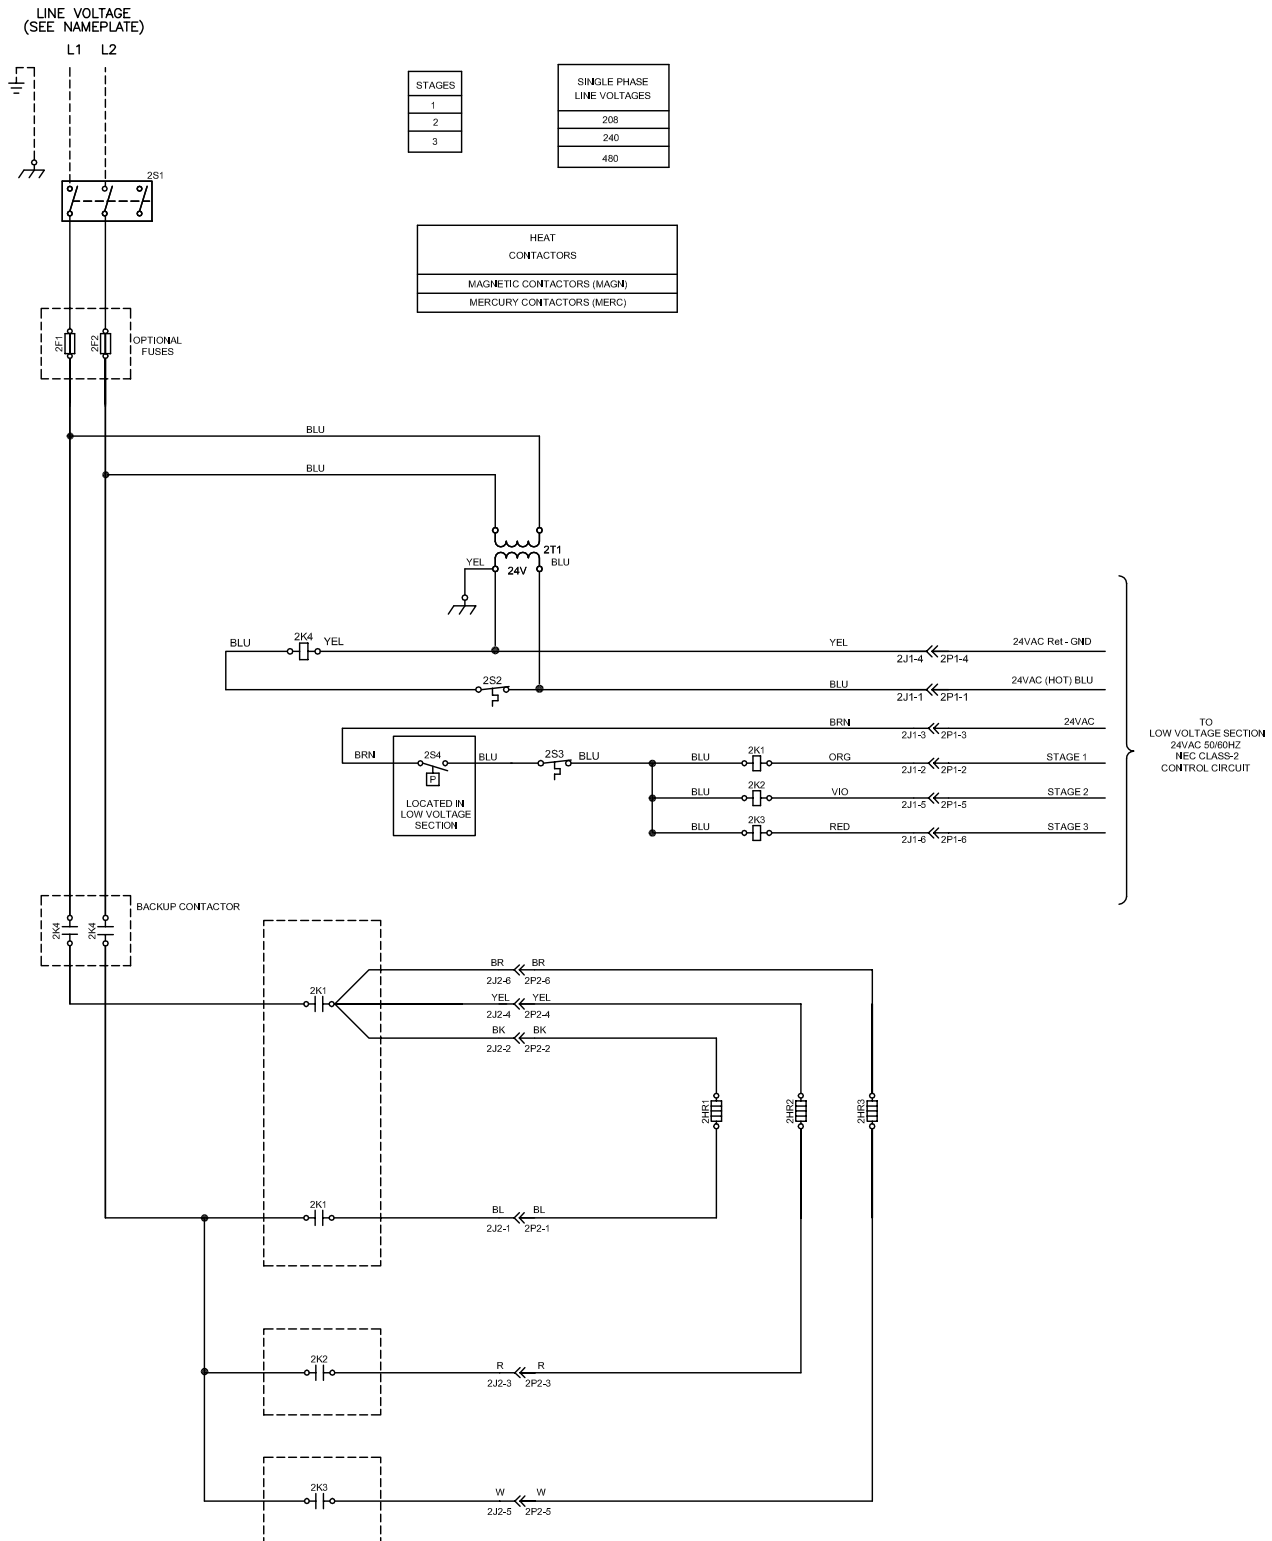 LINE VOLTAGE
(SEE NAMEPLATE)
L1 L2
2S1
STAGES
1
2
3
SINGLE PHASE
LINE VOLTAGES
208
240
480
HEAT
CONTACTORS
MAGNETIC CONTACTORS (MAGN)
MERCURY CONTACTORS (MERC)
2F1
2F2
OPTIONAL
FUSES
BLU
BLU
2T1
YEL
24V
BLU
BLU
2K4
YEL
YEL
2J1-4 2P1-4
24VAC Ret - GND
2S2
BLU
2J1-1 2P1-1
24VAC (HOT) BLU
BRN
2J1-3 2P1-3
24VAC
BRN
2S4
P
LOCATED IN
LOW VOLTAGE
SECTION
BLU
2S3
BLU
BLU
2K1
ORG
2J1-2 2P1-2
STAGE 1
BLU
2K2
VIO
2J1-5 2P1-5
STAGE 2
BLU
2K3
RED
2J1-6 2P1-6
STAGE 3
TO
LOW VOLTAGE SECTION
24VAC 50/60HZ
NEC CLASS-2
CONTROL CIRCUIT
BACKUP CONTACTOR
2K4
2K4
2K1
BR BR
2J2-6 2P2-6
YEL YEL
2J2-4 2P2-4
BK BK
2J2-2 2P2-2
2HR1
2HR2
2HR3
2K1
BL BL
2J2-1 2P2-1
2K2
R R
2J2-3 2P2-3
2K3
W W
2J2-5 2P2-5